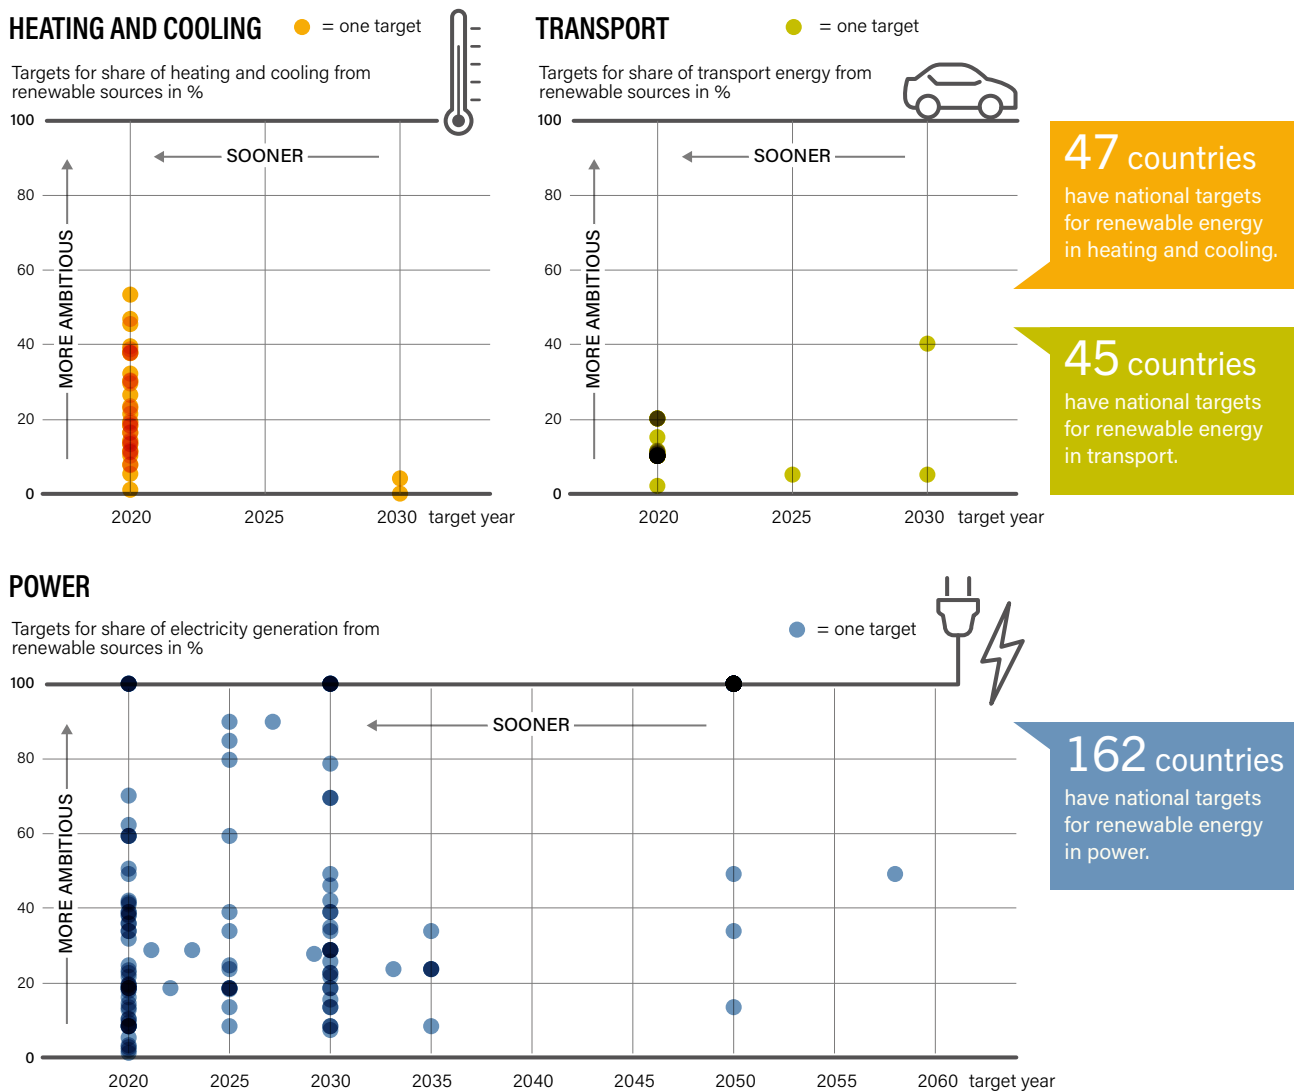 HEATING AND COOLING
= one target
Targets for share of heating and cooling from
renewable sources in %
100
80
60
40
20
0
MORE AMBITIOUS
SOONER
2020
2025
2030
target year
TRANSPORT
= one target
Targets for share of transport energy from
renewable sources in %
100
80
60
40
20
0
MORE AMBITIOUS
SOONER
2020
2025
2030
target year
47 countries
have national targets
for renewable energy
in heating and cooling.
45 countries
have national targets
for renewable energy
in transport.
POWER
Targets for share of electricity generation from
renewable sources in %
= one target
100
80
60
40
20
0
MORE AMBITIOUS
SOONER
2020
2025
2030
2035
2040
2045
2050
2055
2060
target year
162 countries
have national targets
for renewable energy
in power.